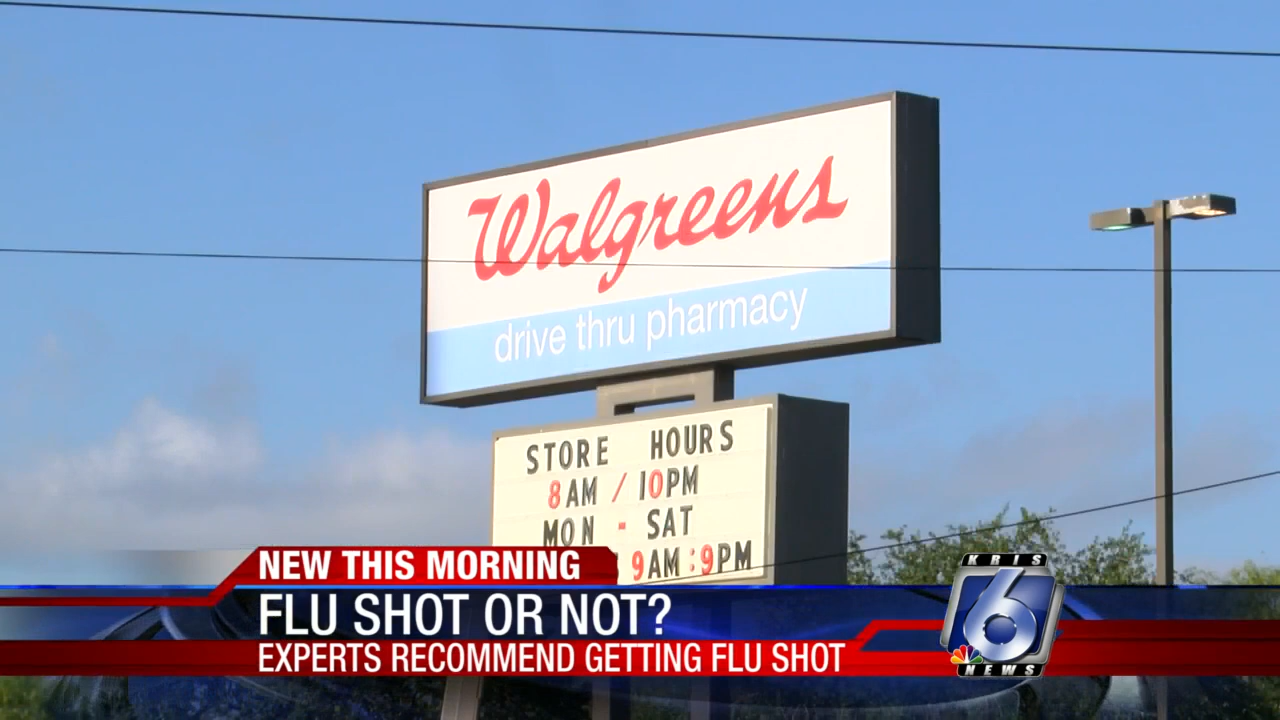 Walgreens
drive thru pharmacy
STORE HOURS
8AM / 10PM
MON - SAT
9AM : 9PM
NEW THIS MORNING
FLU SHOT OR NOT?
EXPERTS RECOMMEND GETTING FLU SHOT
KRIS
6
NEWS